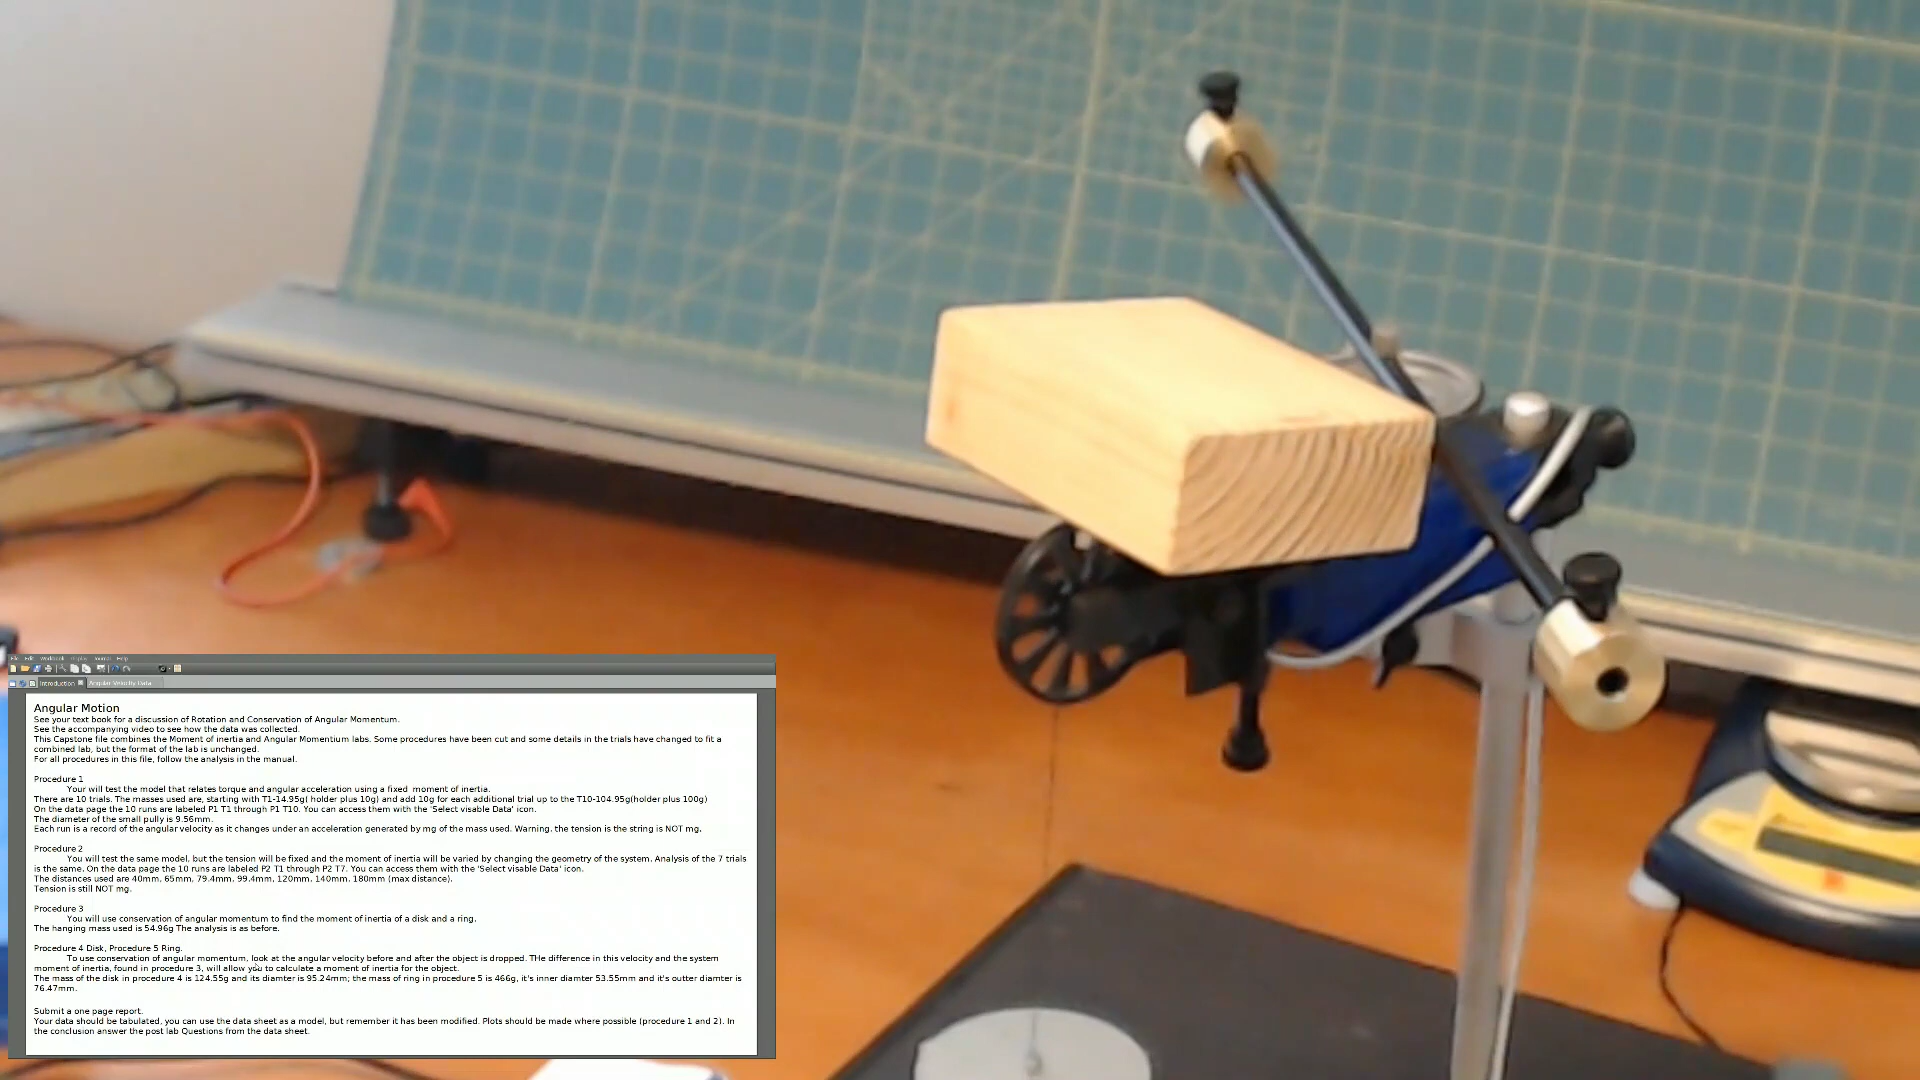 File Edit Workbook Display Journal Help
Introduction Angular Velocity Data
Angular Motion
See your text book for a discussion of Rotation and Conservation of Angular Momentum.
See the accompanying video to see how the data was collected.
This Capstone file combines the Moment of inertia and Angular Momentium labs. Some procedures have been cut and some details in the trials have changed to fit a
combined lab, but the format of the lab is unchanged.
For all procedures in this file, follow the analysis in the manual.
Procedure 1
Your will test the model that relates torque and angular acceleration using a fixed moment of inertia.
There are 10 trials. The masses used are, starting with T1-14.95g( holder plus 10g) and add 10g for each additional trial up to the T10-104.95g(holder plus 100g)
On the data page the 10 runs are labeled P1 T1 through P1 T10. You can access them with the 'Select visable Data' icon.
The diameter of the small pully is 9.56mm.
Each run is a record of the angular velocity as it changes under an acceleration generated by mg of the mass used. Warning, the tension is the string is NOT mg.
Procedure 2
You will test the same model, but the tension will be fixed and the moment of inertia will be varied by changing the geometry of the system. Analysis of the 7 trials
is the same. On the data page the 10 runs are labeled P2 T1 through P2 T7. You can access them with the 'Select visable Data' icon.
The distances used are 40mm, 65mm, 79.4mm, 99.4mm, 120mm, 140mm, 180mm (max distance).
Tension is still NOT mg.
Procedure 3
You will use conservation of angular momentum to find the moment of inertia of a disk and a ring.
The hanging mass used is 54.96g The analysis is as before.
Procedure 4 Disk, Procedure 5 Ring.
To use conservation of angular momentum, look at the angular velocity before and after the object is dropped. THe difference in this velocity and the system
moment of inertia, found in procedure 3, will allow you to calculate a moment of inertia for the object.
The mass of the disk in procedure 4 is 124.55g and its diamter is 95.24mm; the mass of ring in procedure 5 is 466g, it's inner diamter 53.55mm and it's outter diamter is
76.47mm.
Submit a one page report.
Your data should be tabulated, you can use the data sheet as a model, but remember it has been modified. Plots should be made where possible (procedure 1 and 2). In
the conclusion answer the post lab Questions from the data sheet.